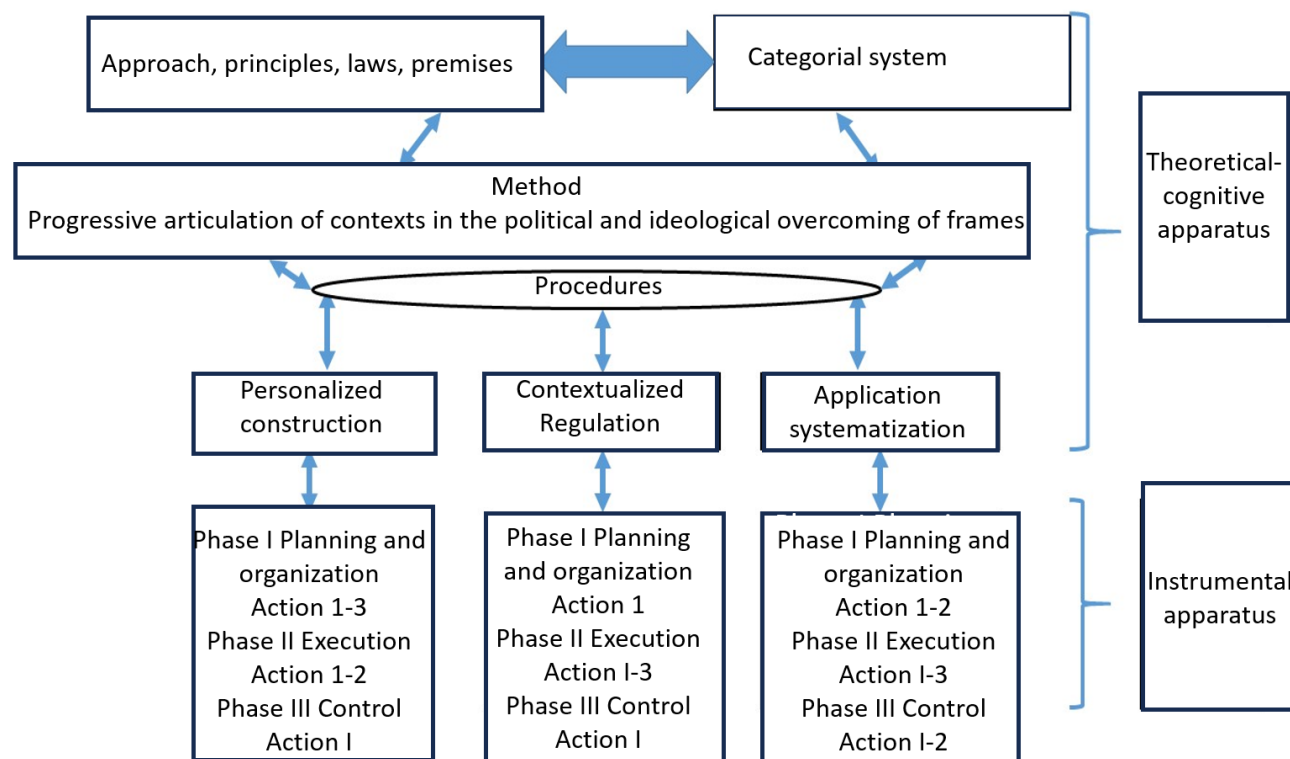 Approach, principles, laws, premises
Categorial system
Theoretical-
cognitive
apparatus
Method
Progressive articulation of contexts in the political and ideological overcoming of frames
Procedures
Personalized
construction
Contextualized
Regulation
Application
systematization
Phase I Planning and
organization
Action 1-3
Phase II Execution
Action 1-2
Phase III Control
Action I
Phase I Planning
and organization
Action 1
Phase II Execution
Action I-3
Phase III Control
Action I
Phase I Planning and
organization
Action 1-2
Phase II Execution
Action I-3
Phase III Control
Action I-2
Instrumental
apparatus